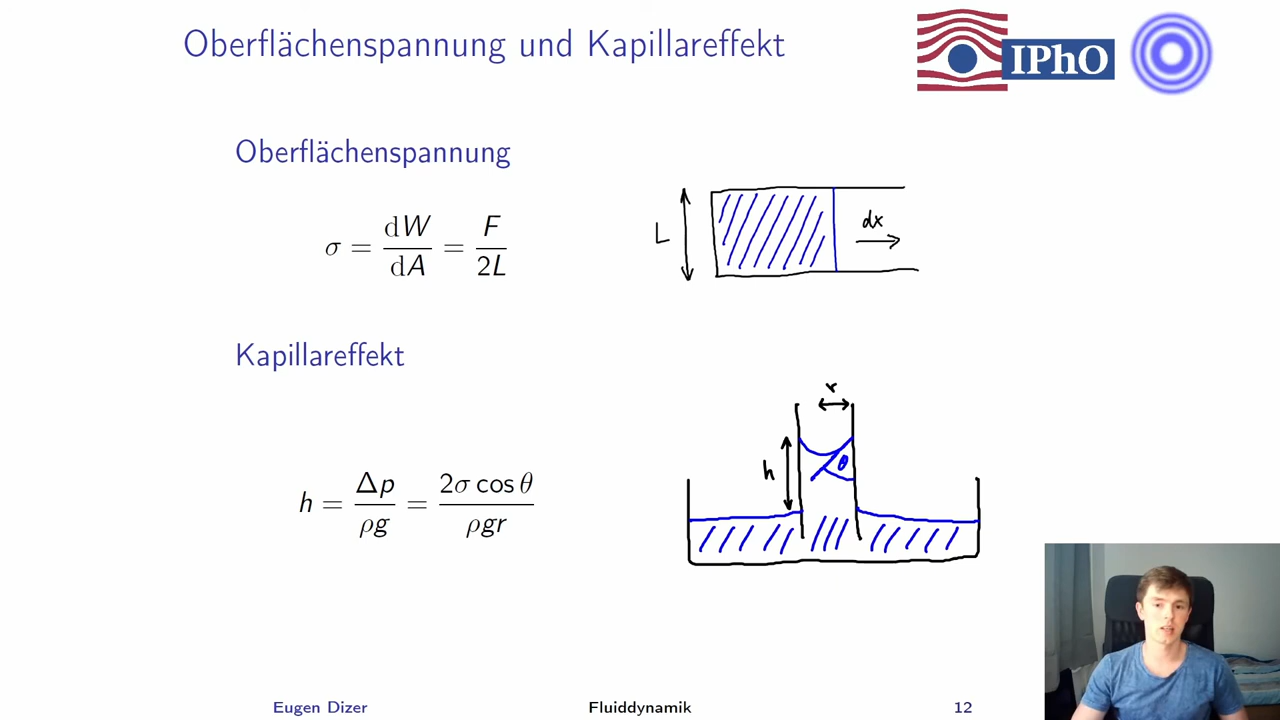 Oberflächenspannung und Kapillareffekt
IPhO
Oberflächenspannung
σ = dW/dA = F/2L
L
dx
Kapillareffekt
h = Δp/ρg = 2σ cos θ/ρgr
r
h
θ
Eugen Dizer
Fluiddynamik
12